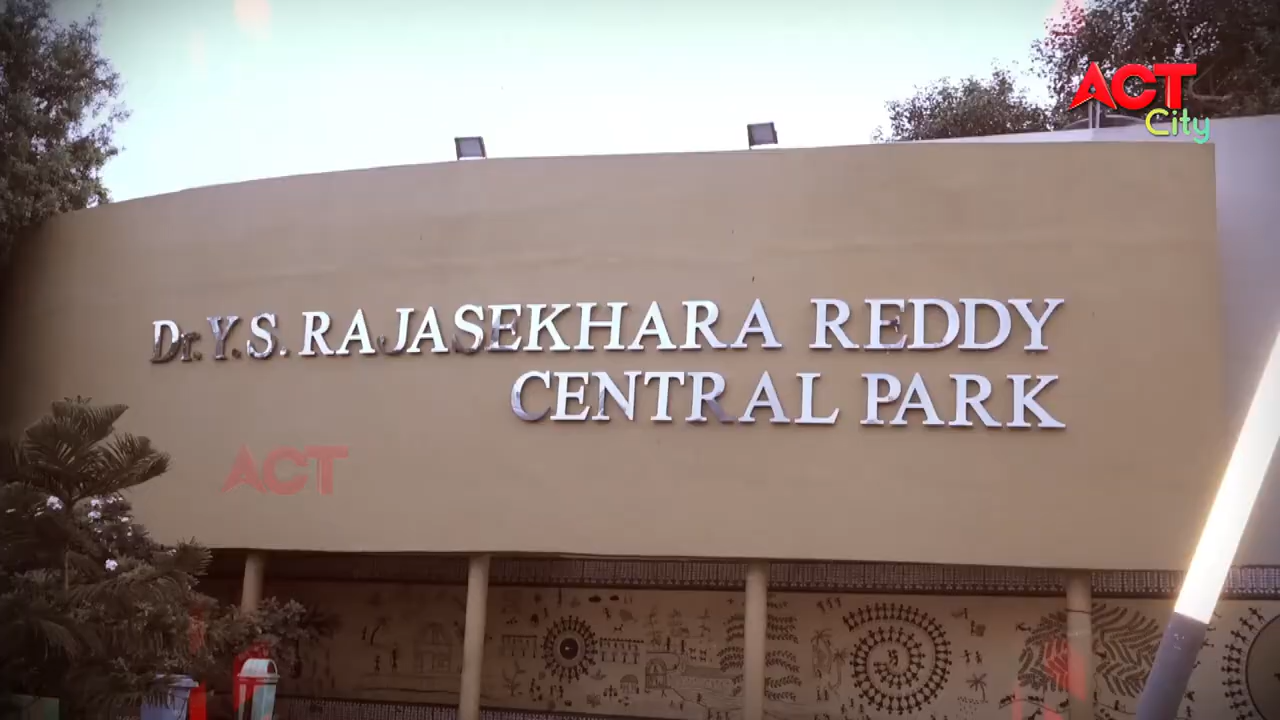 ACT
City
Dr. Y. S. RAJASEKHARA REDDY
CENTRAL PARK
ACT